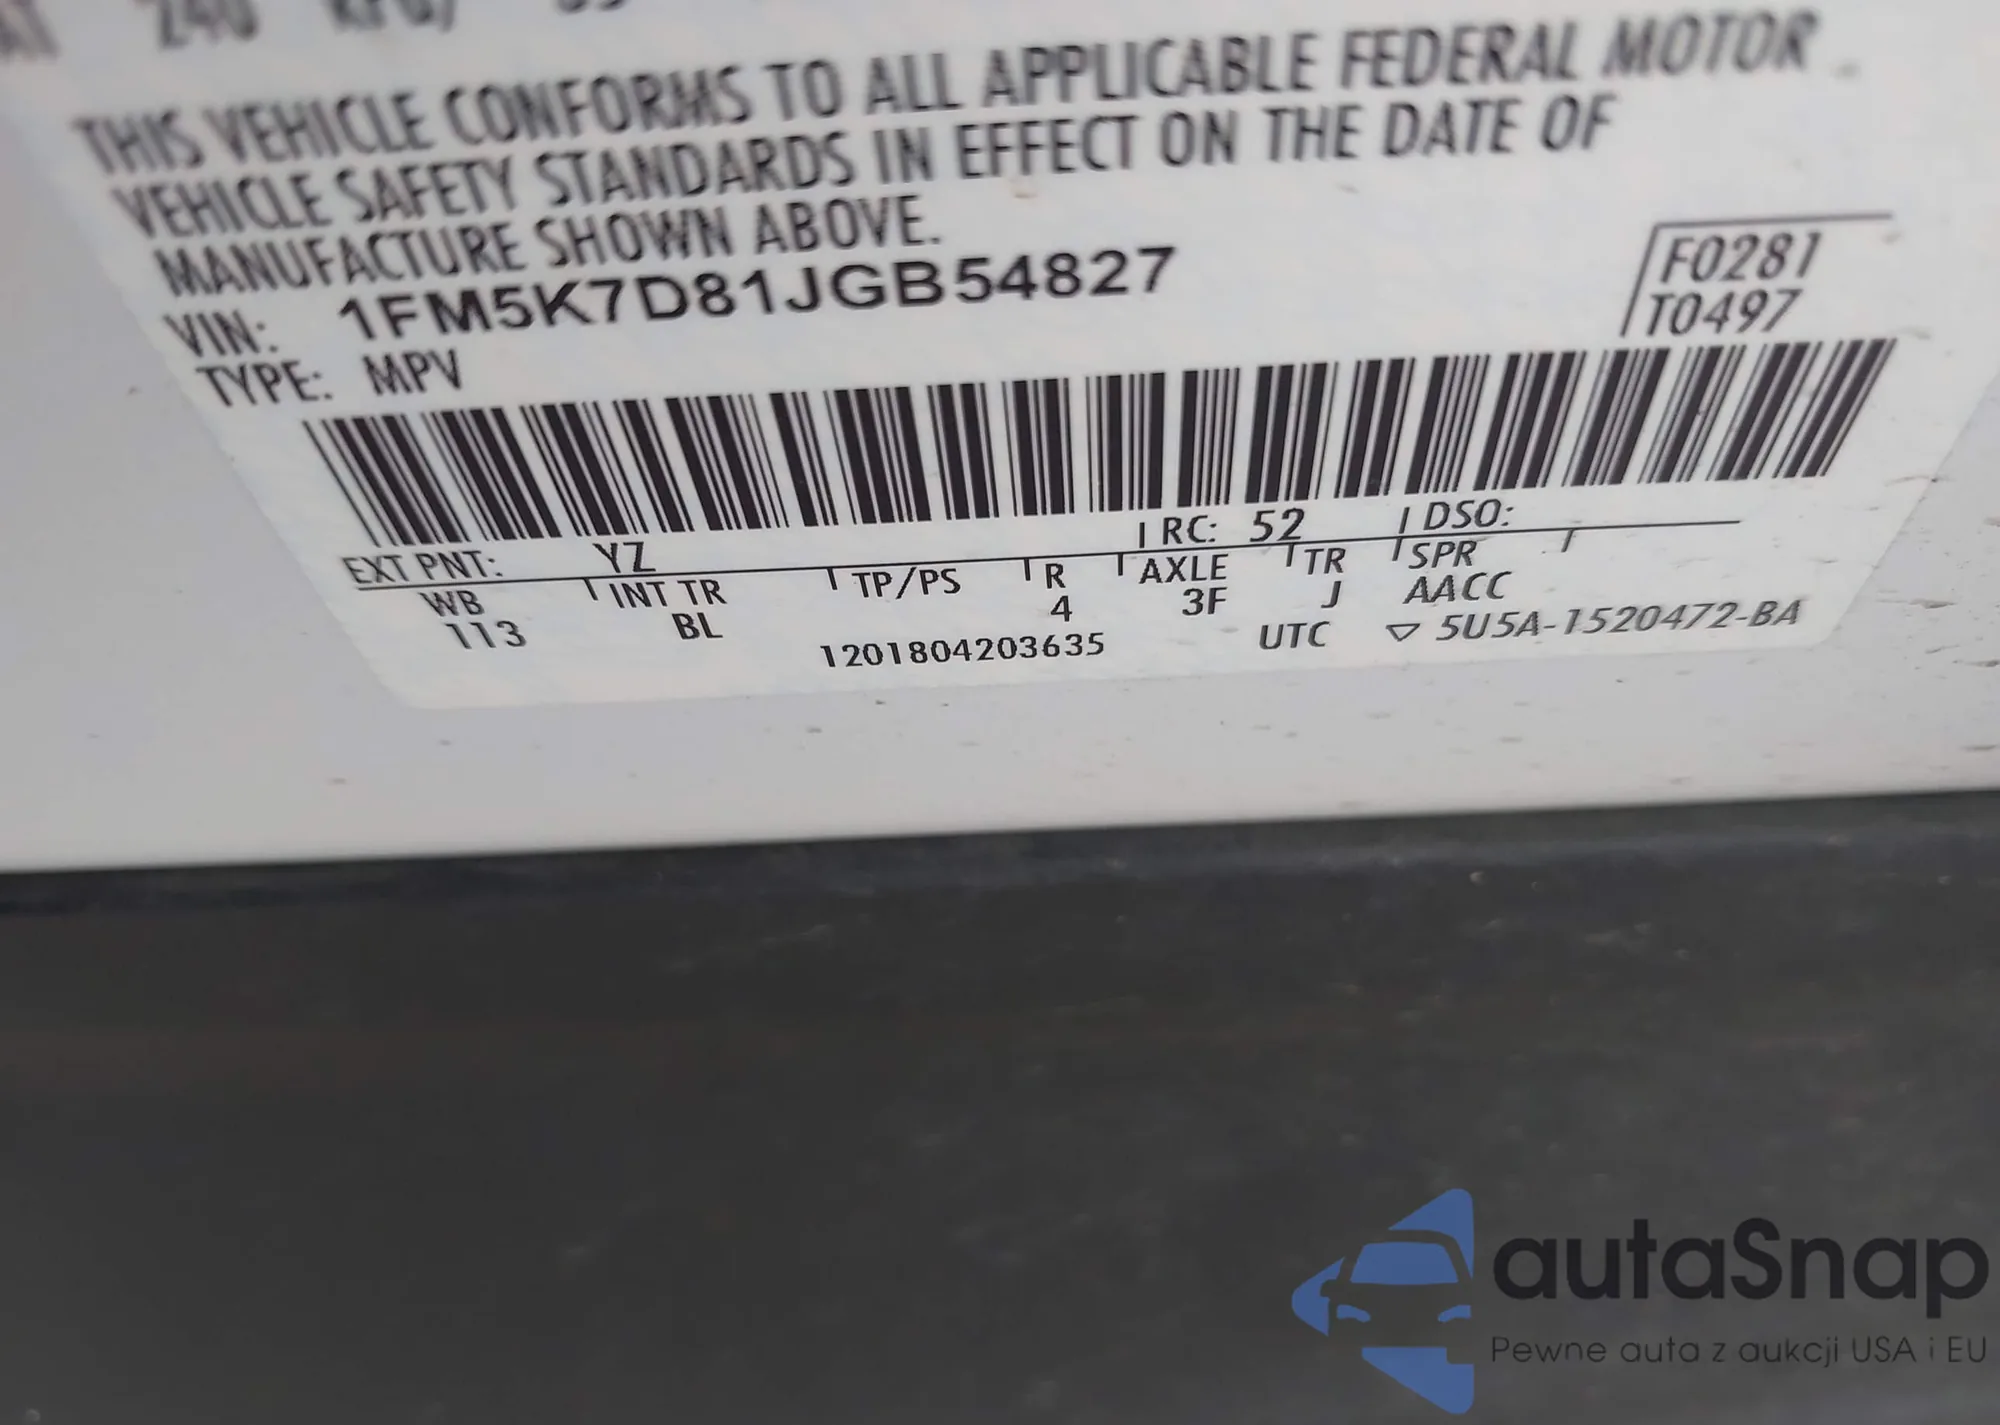 240 KPG/
THIS VEHICLE CONFORMS TO ALL APPLICABLE FEDERAL MOTOR
VEHICLE SAFETY STANDARDS IN EFFECT ON THE DATE OF
MANUFACTURE SHOWN ABOVE.
VIN: 1FM5K7D81JGB54827
TYPE: MPV
F0281
T0497
EXT PNT: YZ RC: 52 DSO:
WB INT TR TP/PS R AXLE TR SPR
113 BL 4 3F J AACC
1201804203635 UTC ▽ 5U5A-1520472-BA
autaSnap
Pewne auta z aukcji USA i EU